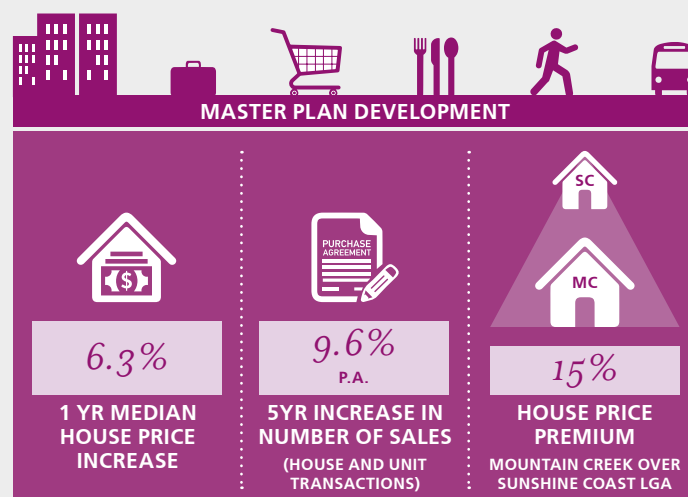 MASTER PLAN DEVELOPMENT
$
6.3%
1 YR MEDIAN
HOUSE PRICE
INCREASE
PURCHASE
AGREEMENT
9.6%
P.A.
5YR INCREASE IN
NUMBER OF SALES
(HOUSE AND UNIT
TRANSACTIONS)
SC
MC
15%
HOUSE PRICE
PREMIUM
MOUNTAIN CREEK OVER
SUNSHINE COAST LGA